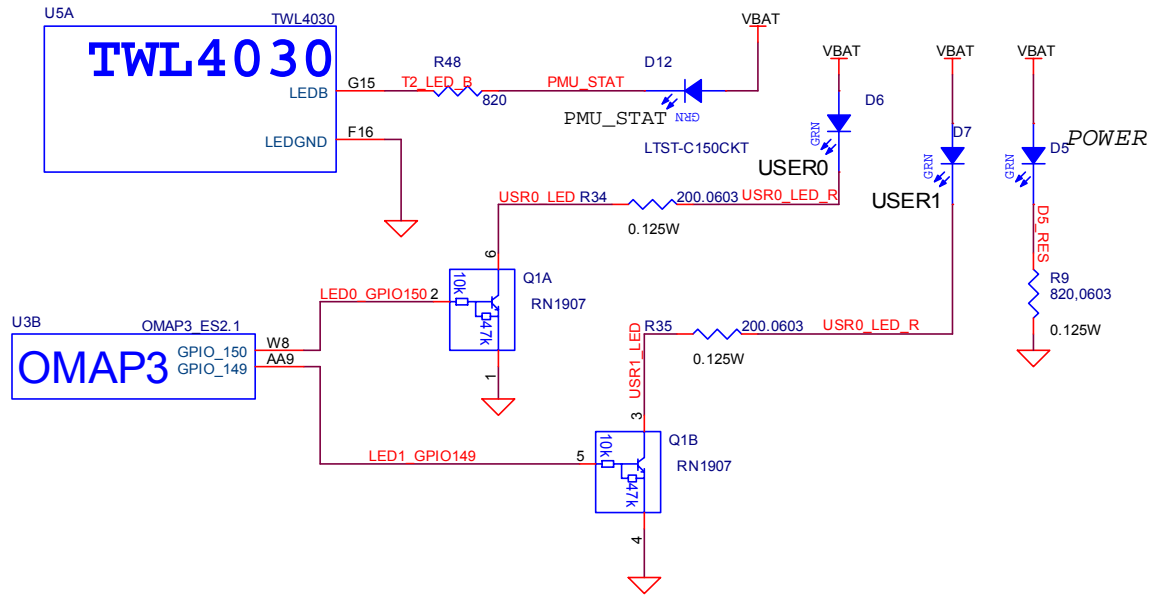 U5A
TWL4030
TWL4030
LEDB
G15
T2_LED_B
R48
820
PMU_STAT
D12
VBAT
GRN
PMU_STAT
LTST-C150CKT
LEDGND
F16
VBAT
D6
GRN
USER0
VBAT
D7
GRN
USER1
VBAT
D5
POWER
GRN
D5_RES
R9
820,0603
0.125W
USR0_LED
R34
200.0603
USR0_LED_R
0.125W
6
Q1A
RN1907
10k
47k
LED0_GPIO150
2
1
U3B
OMAP3_ES2.1
OMAP3
GPIO_150
W8
GPIO_149
AA9
USR1_LED
R35
200.0603
USR0_LED_R
0.125W
3
Q1B
RN1907
10k
47k
LED1_GPIO149
5
4